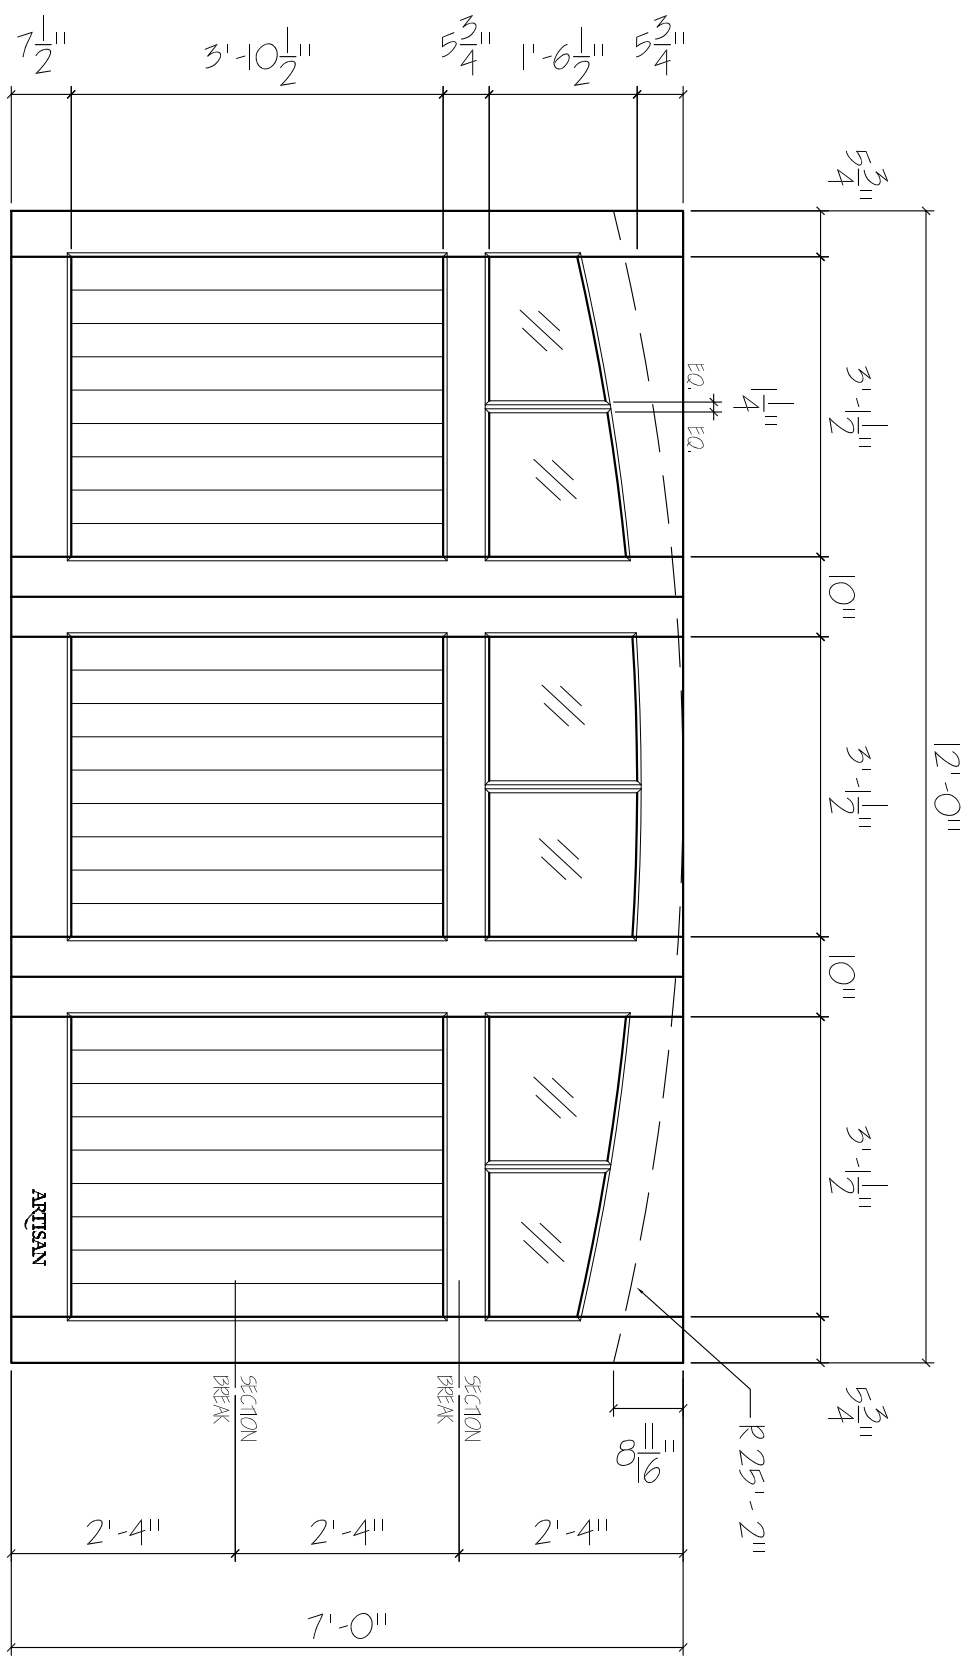 7 1/2"
3'-10 1/2"
5 3/4"
1'-6 1/2"
5 3/4"
5 3/4"
3'-1 1/2"
10"
3'-1 1/2"
10"
3'-1 1/2"
5 3/4"
12'-0"
EQ.
1 1/4"
EQ.
ARTISAN
SECTION
BREAK
SECTION
BREAK
8 11/16"
R 25'-2"
2'-4"
2'-4"
2'-4"
7'-0"